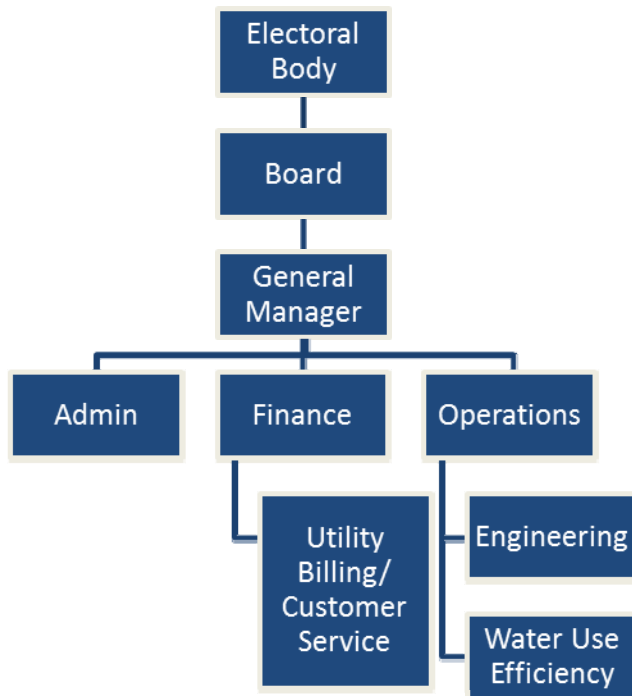 Electoral
Body
Board
General
Manager
Admin
Finance
Operations
Utility
Billing/
Customer
Service
Engineering
Water Use
Efficiency